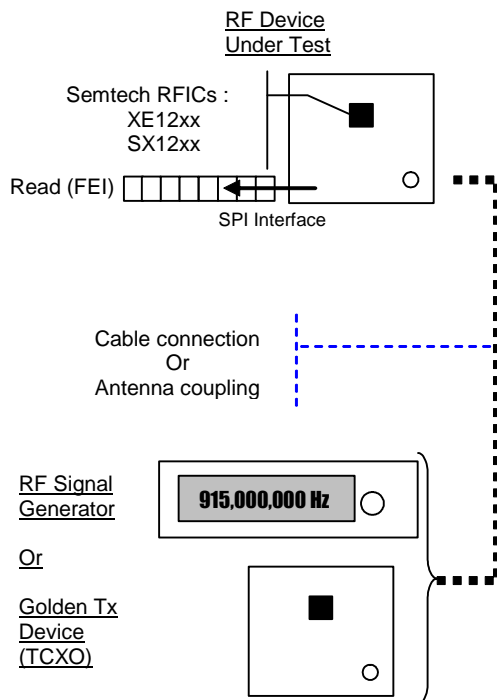 RF Device
Under Test
Semtech RFICs :
XE12xx
SX12xx
Read (FEI)
SPI Interface
Cable connection
Or
Antenna coupling
RF Signal
Generator
915,000,000 Hz
Or
Golden Tx
Device
(TCXO)